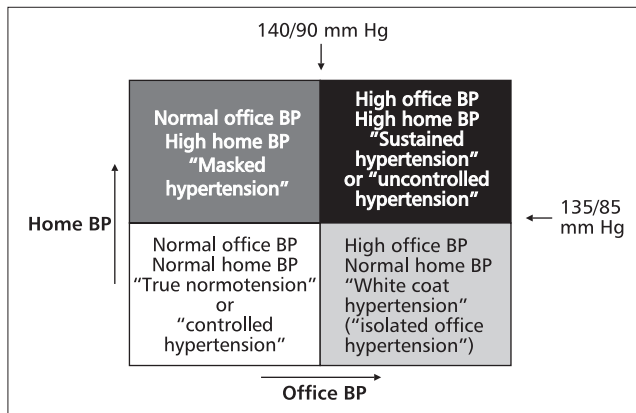 140/90 mm Hg
Normal office BP
High home BP
“Masked
hypertension”
High office BP
High home BP
“Sustained
hypertension”
or “uncontrolled
hypertension”
Home BP
135/85
mm Hg
Normal office BP
Normal home BP
“True normotension”
or
“controlled
hypertension”
High office BP
Normal home BP
“White coat
hypertension”
(“isolated office
hypertension”)
Office BP